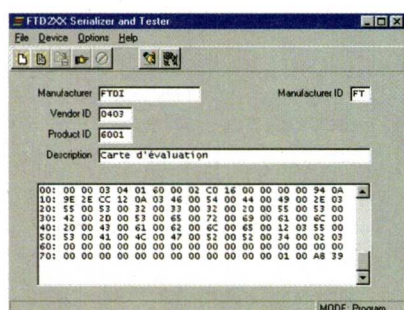 FTD2XX Serializer and Tester
File Device Options Help
Manufacturer FTDI Manufacturer ID FT
Vendor ID 0403
Product ID 6001
Description Carte d'évaluation
00: 00 00 03 04 01 60 00 02 C0 16 00 00 00 00 94 0A
10: 9E 2E CC 12 0A 03 46 00 54 00 44 00 49 00 2E 03
20: 55 00 53 00 32 00 33 00 32 00 20 00 55 00 53 00
30: 42 00 2D 00 53 00 65 00 72 00 69 00 61 00 6C 00
40: 20 00 43 00 61 00 62 00 6C 00 65 00 12 03 55 00
50: 53 00 41 00 4C 00 47 00 52 00 52 00 34 00 02 03
60: 00 00 00 00 00 00 00 00 00 00 00 00 00 00 00 00
70: 00 00 00 00 00 00 00 00 00 00 00 00 01 00 A8 39
MODE: Program